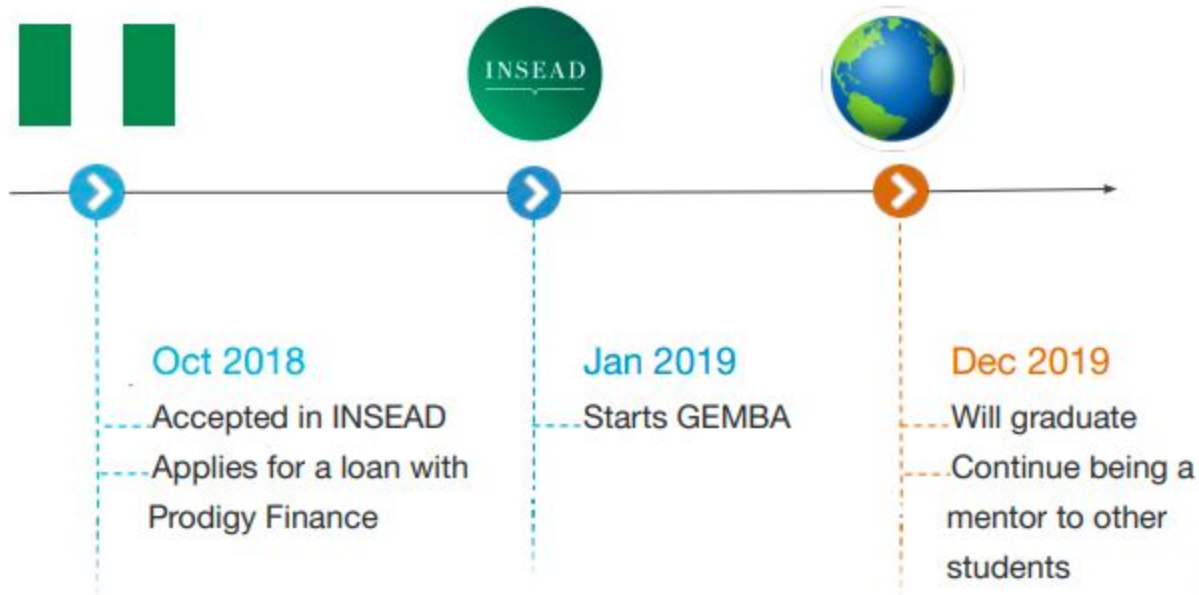 INSEAD
Oct 2018
Accepted in INSEAD
Applies for a loan with
Prodigy Finance
Jan 2019
Starts GEMBA
Dec 2019
Will graduate
Continue being a
mentor to other
students